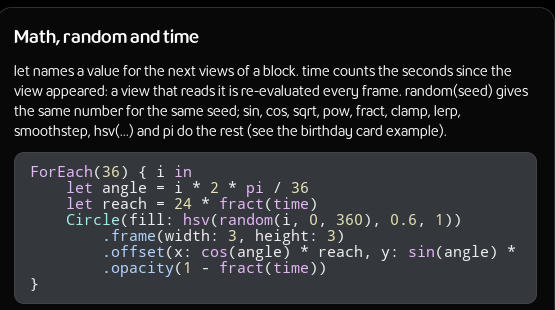 Math, random and time
let names a value for the next views of a block. time counts the seconds since the
view appeared: a view that reads it is re-evaluated every frame. random(seed) gives
the same number for the same seed; sin, cos, sqrt, pow, fract, clamp, lerp,
smoothstep, hsv(...) and pi do the rest (see the birthday card example).
ForEach(36) { i in
    let angle = i * 2 * pi / 36
    let reach = 24 * fract(time)
    Circle(fill: hsv(random(i, 0, 360), 0.6, 1))
        .frame(width: 3, height: 3)
        .offset(x: cos(angle) * reach, y: sin(angle) *
        .opacity(1 - fract(time))
}